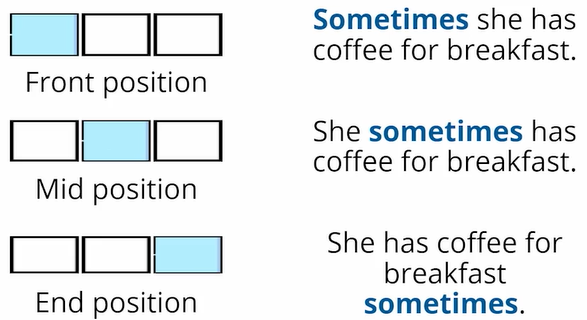 Sometimes she has
coffee for breakfast.
Front position
She sometimes has
coffee for breakfast.
Mid position
She has coffee for
breakfast
sometimes.
End position